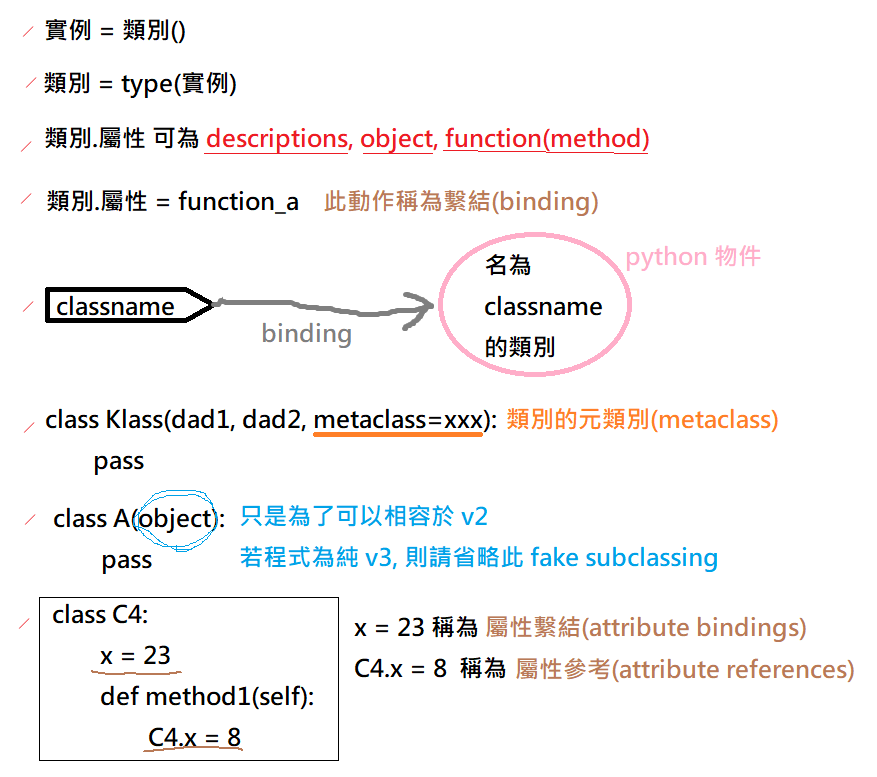 實例 = 類別()
類別 = type(實例)
類別.屬性 可為 descriptions, object, function(method)
類別.屬性 = function_a 此動作稱為繫結(binding)
python 物件
名為
classname
classname
的類別
binding
class Klass(dad1, dad2, metaclass=xxx): 類別的元類別(metaclass)
pass
class A(object): 只是為了可以相容於 v2
pass 若程式為純 v3, 則請省略此 fake subclassing
class C4:
x = 23
def method1(self):
C4.x = 8
x = 23 稱為 屬性繫結(attribute bindings)
C4.x = 8 稱為 屬性參考(attribute references)